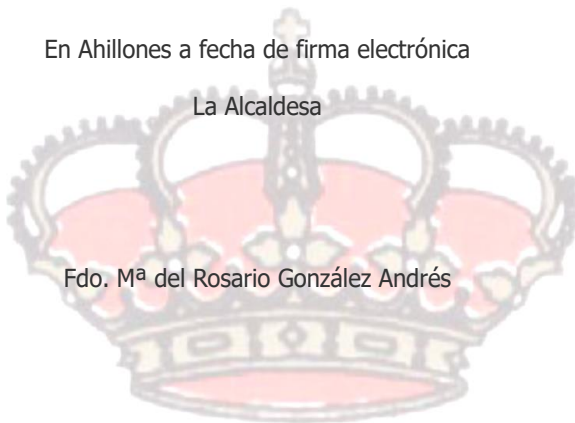 En Ahillones a fecha de firma electrónica
La Alcaldesa
Fdo. Mª del Rosario González Andrés